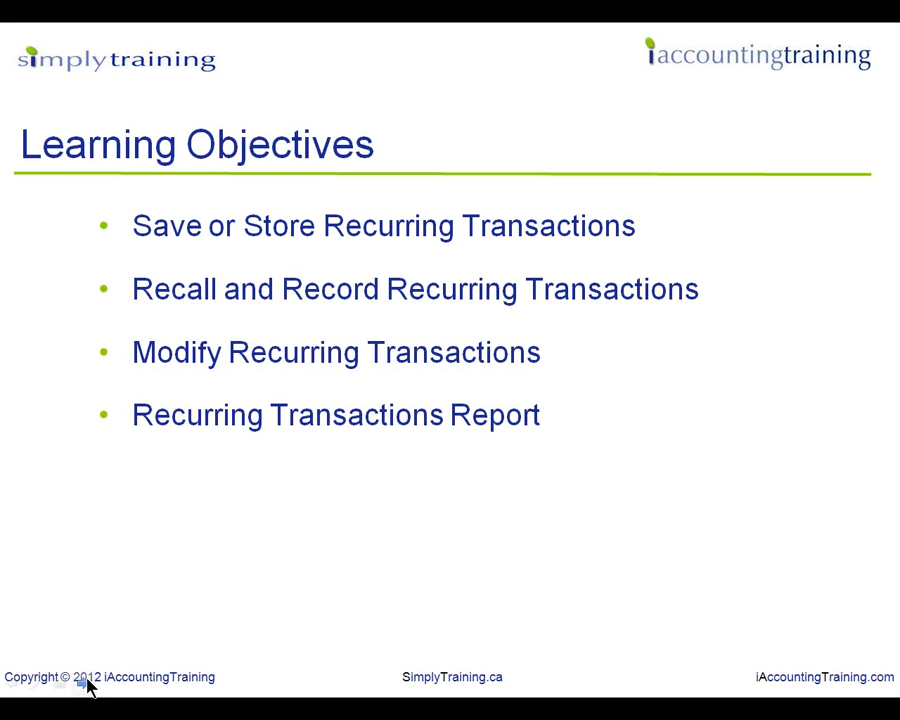 simplytraining
iaccountingtraining
Learning Objectives
• Save or Store Recurring Transactions
• Recall and Record Recurring Transactions
• Modify Recurring Transactions
• Recurring Transactions Report
Copyright © 2012 iAccountingTraining
SimplyTraining.ca
iAccountingTraining.com